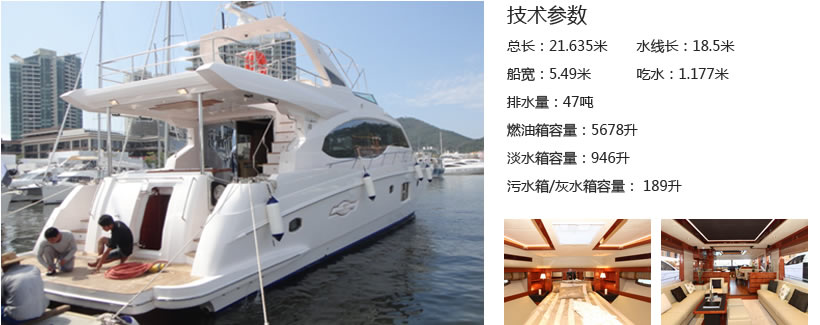 技术参数
总长：21.635米 水线长：18.5米
船宽：5.49米 吃水：1.177米
排水量：47吨
燃油箱容量：5678升
淡水箱容量：946升
污水箱/灰水箱容量： 189升